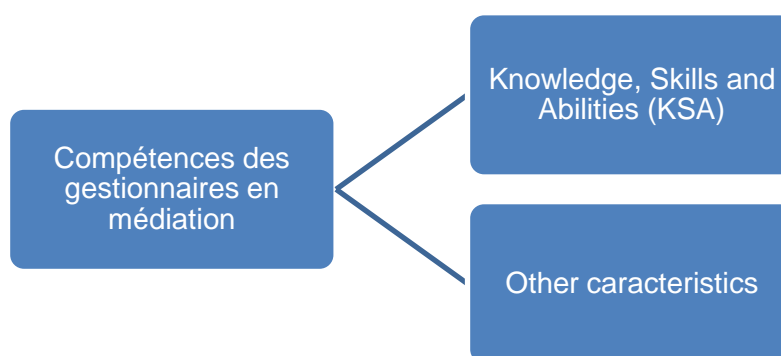 Compétences des
gestionnaires en
médiation
Knowledge, Skills and
Abilities (KSA)
Other caracteristics